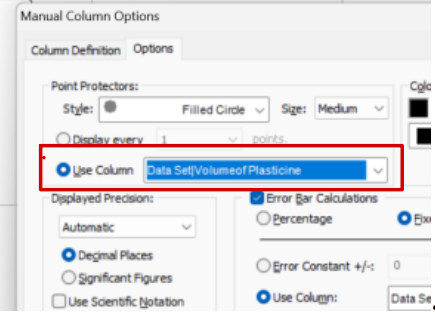 Manual Column Options
Column Definition Options
Point Protectors:
Style: Filled Circle Size: Medium
Display every 1 points.
Use Column Data Set|Volumeof Plasticine
Displayed Precision: Error Bar Calculations
Automatic Percentage
Decimal Places
Significant Figures Error Constant +/-: 0
Use Scientific Notation Use Column: Data Se